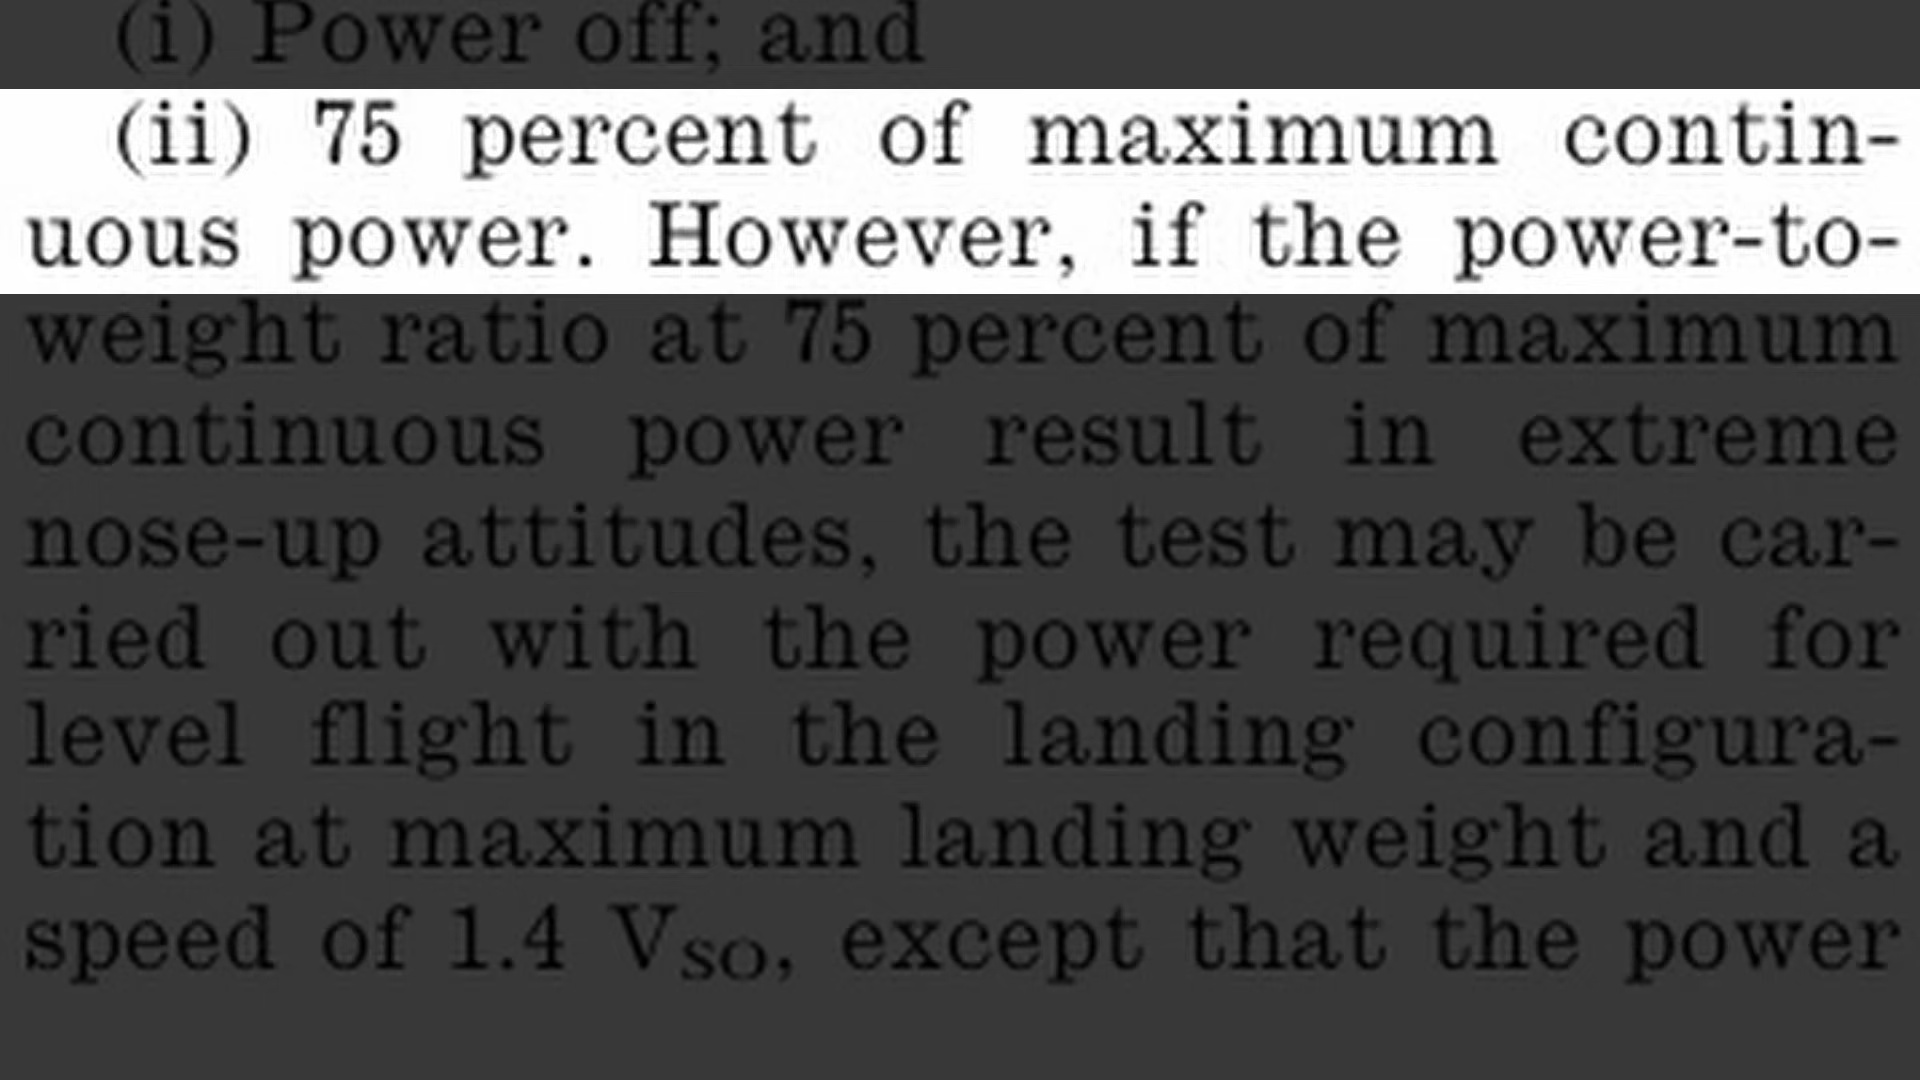 (i) Power off; and
(ii) 75 percent of maximum contin-
uous power. However, if the power-to-
weight ratio at 75 percent of maximum
continuous power result in extreme
nose-up attitudes, the test may be car-
ried out with the power required for
level flight in the landing configura-
tion at maximum landing weight and a
speed of 1.4 VSO, except that the power